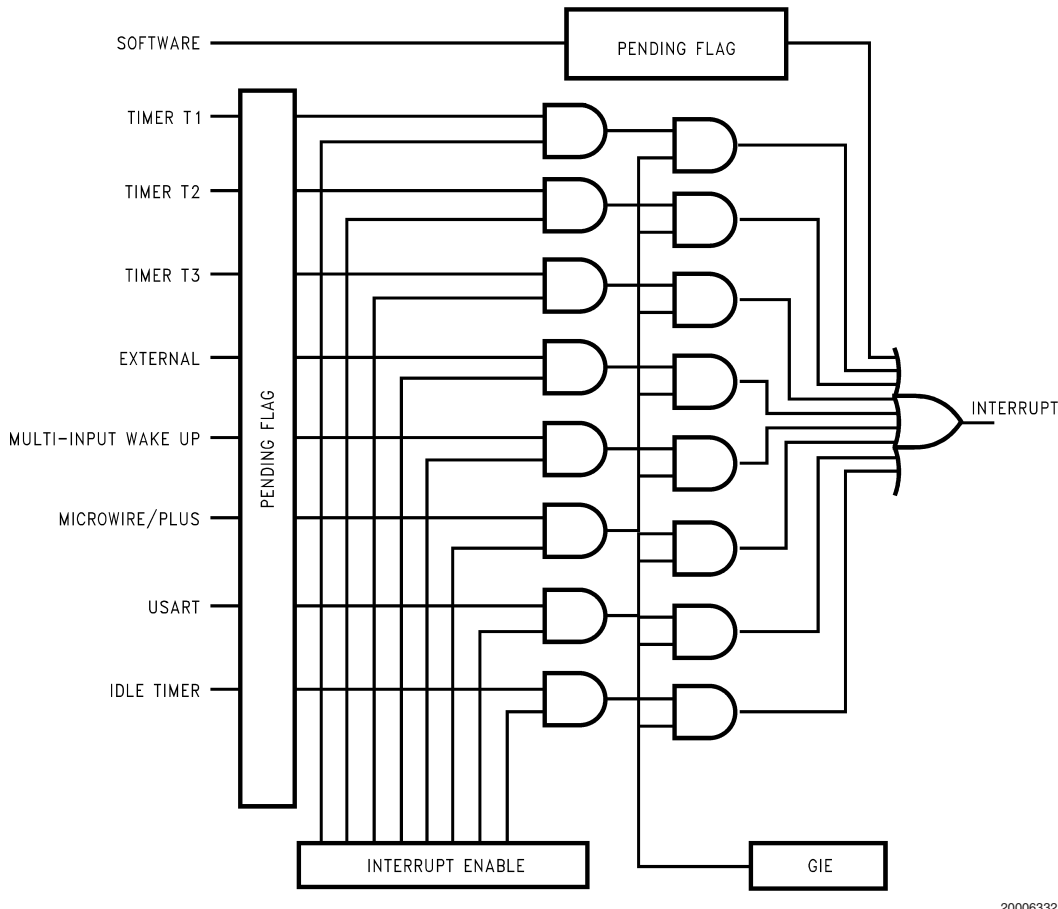 SOFTWARE
PENDING FLAG
TIMER T1
TIMER T2
TIMER T3
EXTERNAL
PENDING FLAG
INTERRUPT
MULTI-INPUT WAKE UP
MICROWIRE/PLUS
USART
IDLE TIMER
INTERRUPT ENABLE
GIE
20006332